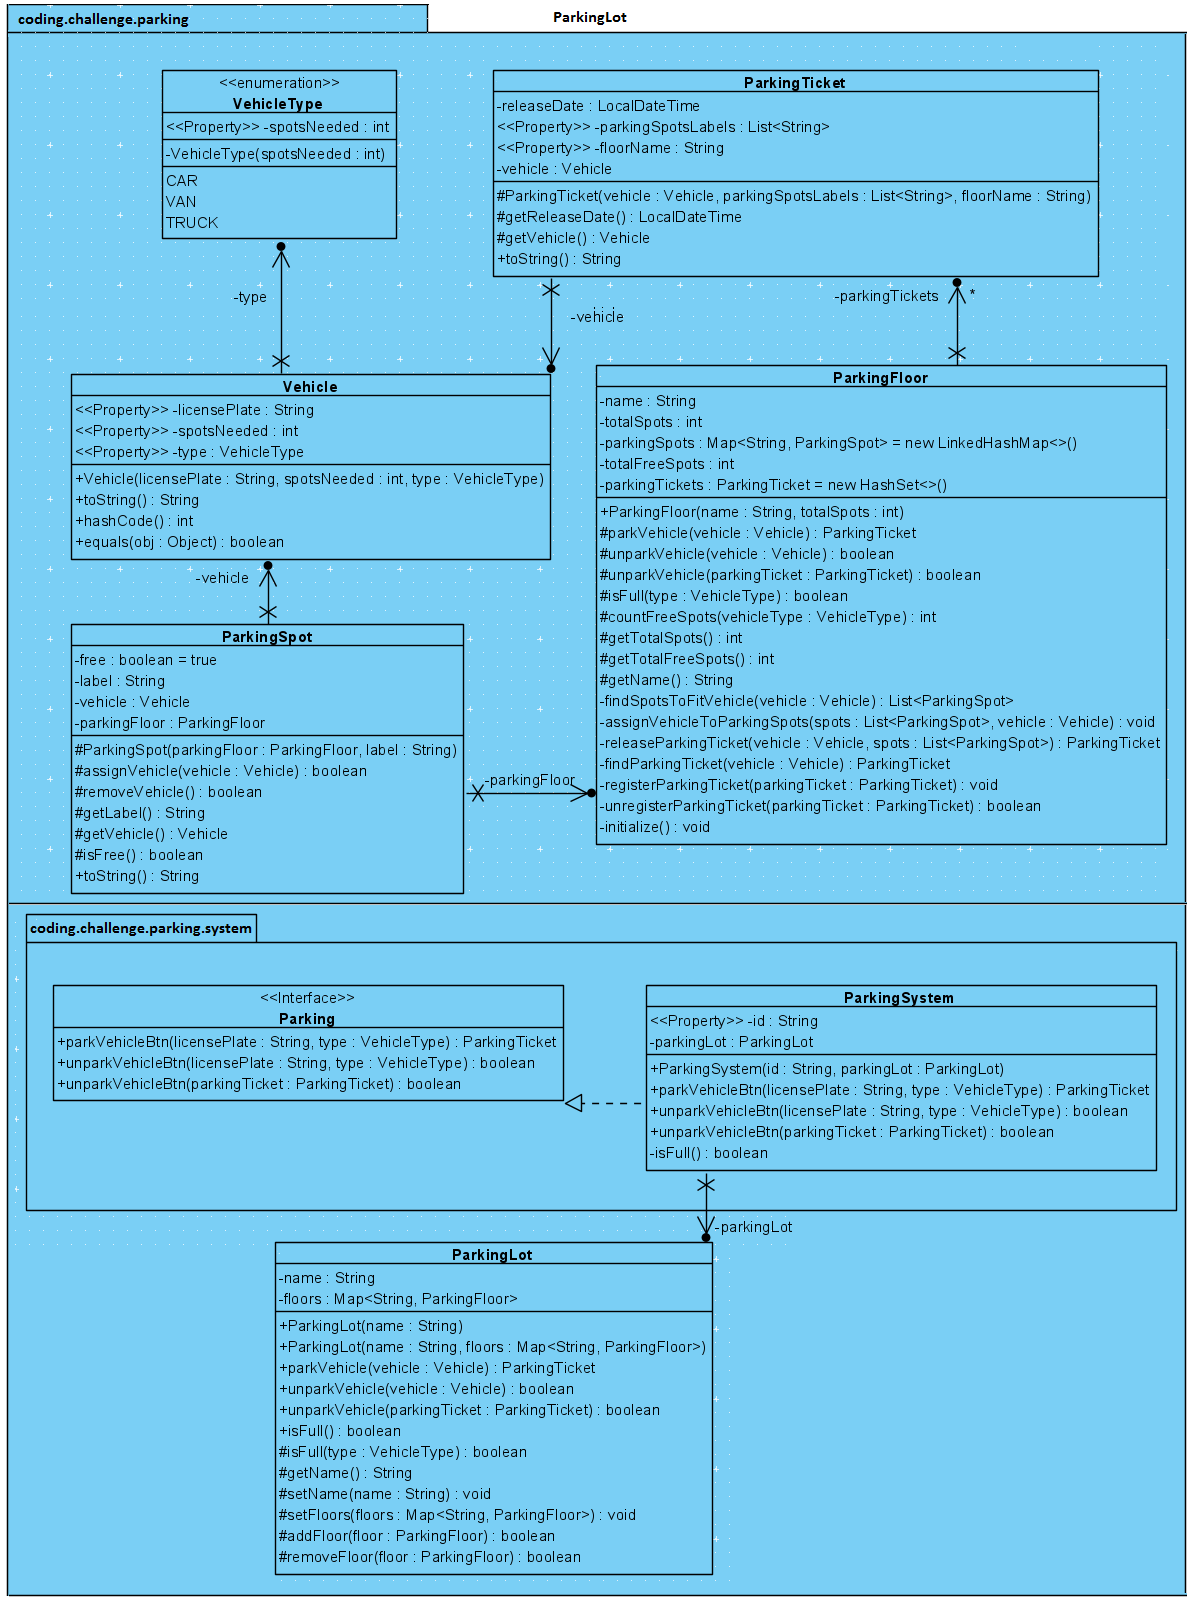 coding.challenge.parking
ParkingLot
<<enumeration>>
VehicleType
<<Property>> -spotsNeeded : int
-VehicleType(spotsNeeded : int)
CAR
VAN
TRUCK
ParkingTicket
-releaseDate : LocalDateTime
<<Property>> -parkingSpotsLabels : List<String>
<<Property>> -floorName : String
-vehicle : Vehicle
#ParkingTicket(vehicle : Vehicle, parkingSpotsLabels : List<String>, floorName : String)
#getReleaseDate() : LocalDateTime
#getVehicle() : Vehicle
+toString() : String
-type
-vehicle
-parkingTickets
*
Vehicle
<<Property>> -licensePlate : String
<<Property>> -spotsNeeded : int
<<Property>> -type : VehicleType
+Vehicle(licensePlate : String, spotsNeeded : int, type : VehicleType)
+toString() : String
+hashCode() : int
+equals(obj : Object) : boolean
ParkingFloor
-name : String
-totalSpots : int
-parkingSpots : Map<String, ParkingSpot> = new LinkedHashMap<>()
-totalFreeSpots : int
-parkingTickets : ParkingTicket = new HashSet<>()
+ParkingFloor(name : String, totalSpots : int)
#parkVehicle(vehicle : Vehicle) : ParkingTicket
#unparkVehicle(vehicle : Vehicle) : boolean
#unparkVehicle(parkingTicket : ParkingTicket) : boolean
#isFull(type : VehicleType) : boolean
#countFreeSpots(vehicleType : VehicleType) : int
#getTotalSpots() : int
#getTotalFreeSpots() : int
#getName() : String
-findSpotsToFitVehicle(vehicle : Vehicle) : List<ParkingSpot>
-assignVehicleToParkingSpots(spots : List<ParkingSpot>, vehicle : Vehicle) : void
-releaseParkingTicket(vehicle : Vehicle, spots : List<ParkingSpot>) : ParkingTicket
-findParkingTicket(vehicle : Vehicle) : ParkingTicket
-registerParkingTicket(parkingTicket : ParkingTicket) : void
-unregisterParkingTicket(parkingTicket : ParkingTicket) : boolean
-initialize() : void
-vehicle
ParkingSpot
-free : boolean = true
-label : String
-vehicle : Vehicle
-parkingFloor : ParkingFloor
#ParkingSpot(parkingFloor : ParkingFloor, label : String)
#assignVehicle(vehicle : Vehicle) : boolean
#removeVehicle() : boolean
#getLabel() : String
#getVehicle() : Vehicle
#isFree() : boolean
+toString() : String
-parkingFloor
coding.challenge.parking.system
<<Interface>>
Parking
+parkVehicleBtn(licensePlate : String, type : VehicleType) : ParkingTicket
+unparkVehicleBtn(licensePlate : String, type : VehicleType) : boolean
+unparkVehicleBtn(parkingTicket : ParkingTicket) : boolean
ParkingSystem
<<Property>> -id : String
-parkingLot : ParkingLot
+ParkingSystem(id : String, parkingLot : ParkingLot)
+parkVehicleBtn(licensePlate : String, type : VehicleType) : ParkingTicket
+unparkVehicleBtn(licensePlate : String, type : VehicleType) : boolean
+unparkVehicleBtn(parkingTicket : ParkingTicket) : boolean
-isFull() : boolean
-parkingLot
ParkingLot
-name : String
-floors : Map<String, ParkingFloor>
+ParkingLot(name : String)
+ParkingLot(name : String, floors : Map<String, ParkingFloor>)
+parkVehicle(vehicle : Vehicle) : ParkingTicket
+unparkVehicle(vehicle : Vehicle) : boolean
+unparkVehicle(parkingTicket : ParkingTicket) : boolean
+isFull() : boolean
#isFull(type : VehicleType) : boolean
#getName() : String
#setName(name : String) : void
#setFloors(floors : Map<String, ParkingFloor>) : void
#addFloor(floor : ParkingFloor) : boolean
#removeFloor(floor : ParkingFloor) : boolean